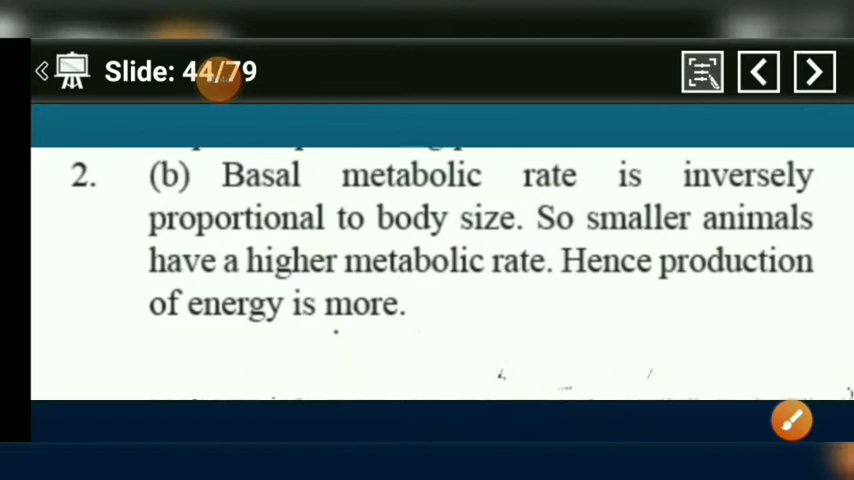 Slide: 44/79
2. (b) Basal metabolic rate is inversely
proportional to body size. So smaller animals
have a higher metabolic rate. Hence production
of energy is more.